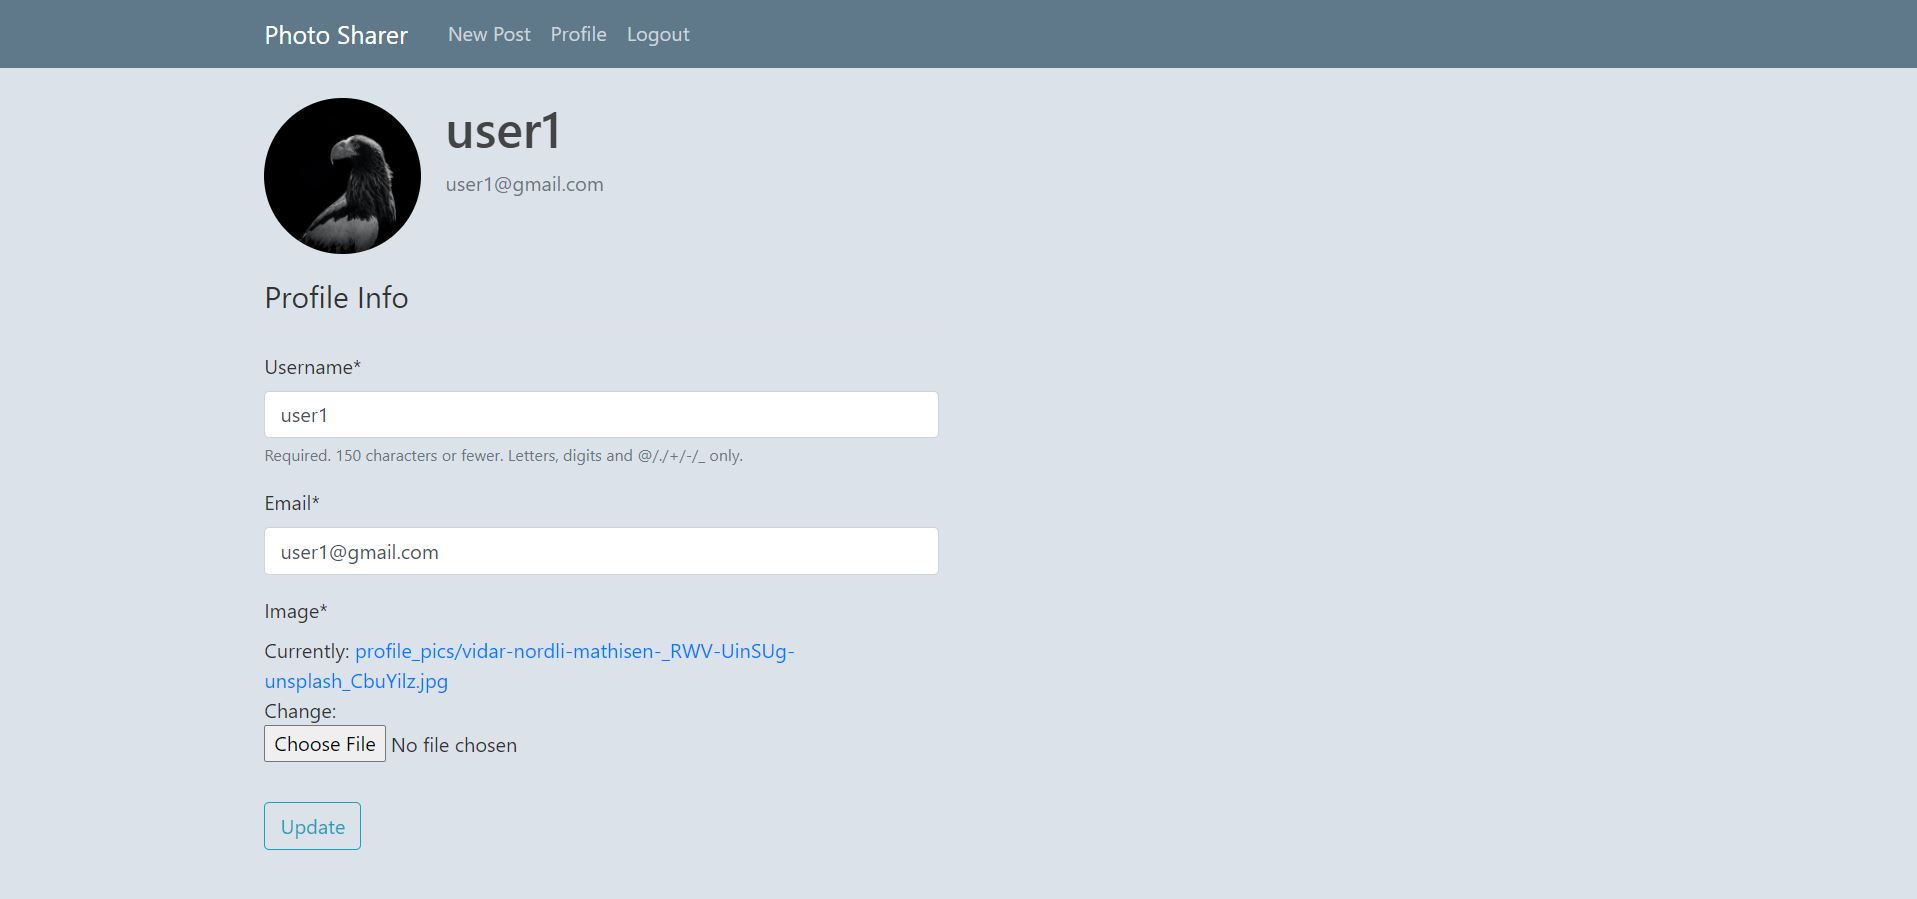 Photo Sharer New Post Profile Logout
user1
user1@gmail.com
Profile Info
Username*
user1
Required. 150 characters or fewer. Letters, digits and @/./+/-/_ only.
Email*
user1@gmail.com
Image*
Currently: profile_pics/vidar-nordli-mathisen-_RWV-UinSUg-
unsplash_CbuYilz.jpg
Change:
Choose File No file chosen
Update